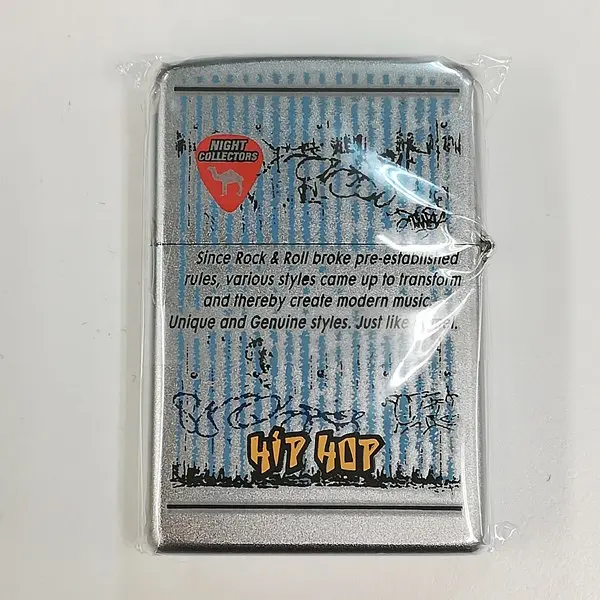 NIGHT
COLLECTORS
Since Rock & Roll broke pre-established
rules, various styles came up to transform
and thereby create modern music.
Unique and Genuine styles. Just like
HIP HOP